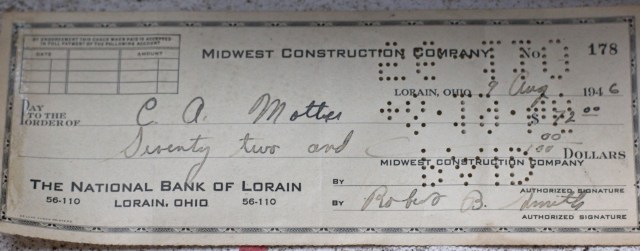 BY ENDORSEMENT THIS CHECK WHEN PAID IS ACCEPTED
IN FULL PAYMENT OF THE FOLLOWING ACCOUNT
DATE AMOUNT
MIDWEST CONSTRUCTION COMPANY No. 178
LORAIN, OHIO 9 Aug 1946
PAY
TO THE
ORDER OF C. A. Motter $72.00
Seventy two and 00/100 DOLLARS
MIDWEST CONSTRUCTION COMPANY
THE NATIONAL BANK OF LORAIN BY
AUTHORIZED SIGNATURE
56-110 LORAIN, OHIO 56-110 BY Robert B. Smith
AUTHORIZED SIGNATURE